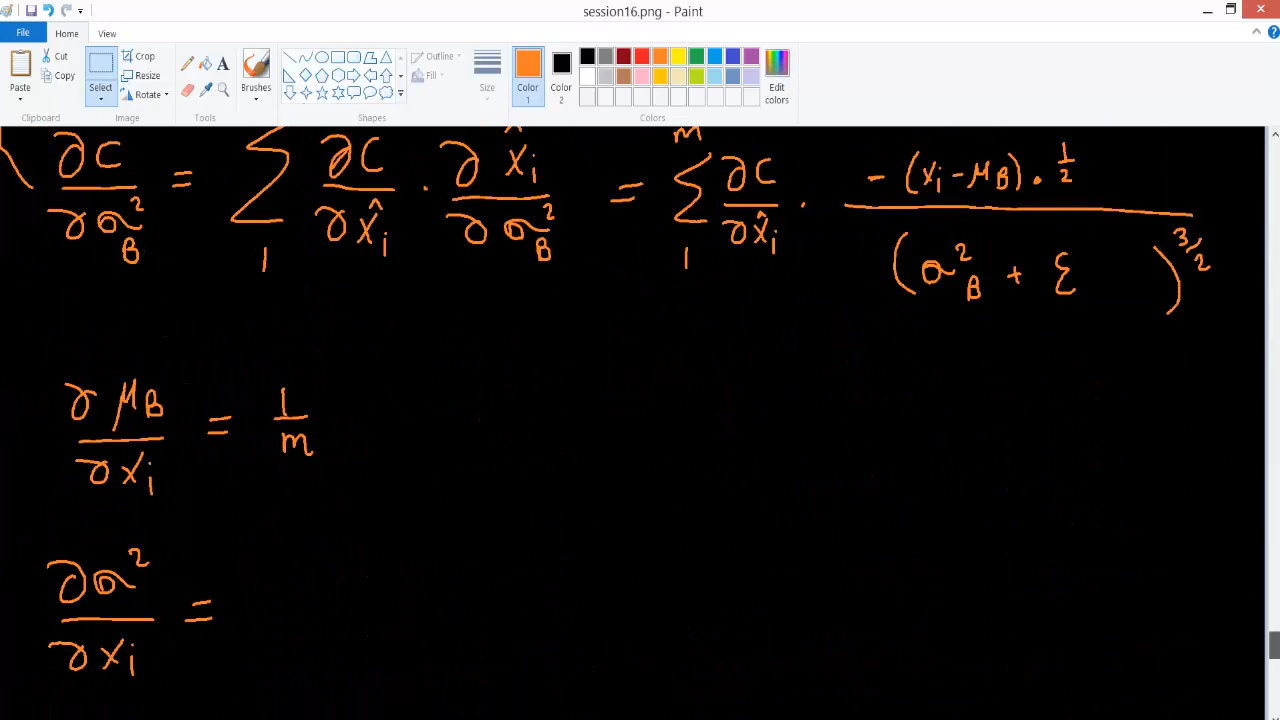 session16.png - Paint
File Home View
Paste Cut Copy Clipboard
Select Crop Resize Rotate Image
A Tools
Brushes
Outline Fill Shapes
Size
Color 1 Color 2 Edit colors Colors
∂C/∂σ²_B = Σ_1 ∂C/∂x̂_i · ∂x̂_i/∂σ²_B = Σ_1^m ∂C/∂x̂_i · -(x_i - μ_B) · 1/2 / (σ²_B + ε)^{3/2}
∂μ_B/∂x_i = 1/m
∂σ²/∂x_i =